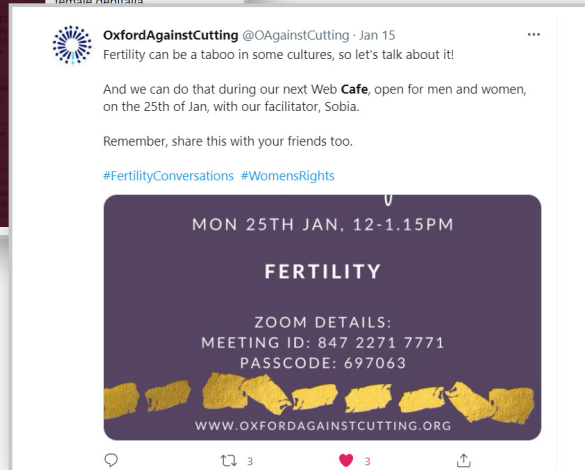 female genitalia
OxfordAgainstCutting @OAgainstCutting · Jan 15
Fertility can be a taboo in some cultures, so let's talk about it!
And we can do that during our next Web Cafe, open for men and women,
on the 25th of Jan, with our facilitator, Sobia.
Remember, share this with your friends too.
#FertilityConversations #WomensRights
MON 25TH JAN, 12-1.15PM
FERTILITY
ZOOM DETAILS:
MEETING ID: 847 2271 7771
PASSCODE: 697063
WWW.OXFORDAGAINSTCUTTING.ORG
3 3